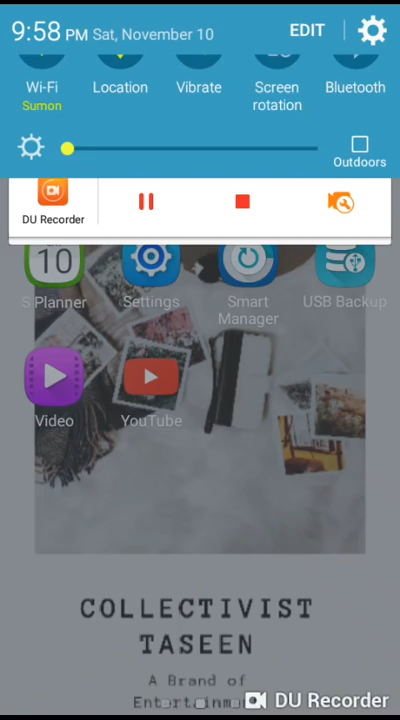 9:58 PM Sat, November 10 EDIT
Wi-Fi Location Vibrate Screen rotation Bluetooth
Sumon
Outdoors
DU Recorder
10
S Planner Settings Smart Manager USB Backup
Video YouTube
COLLECTIVIST
TASEEN
A Brand of
DU Recorder